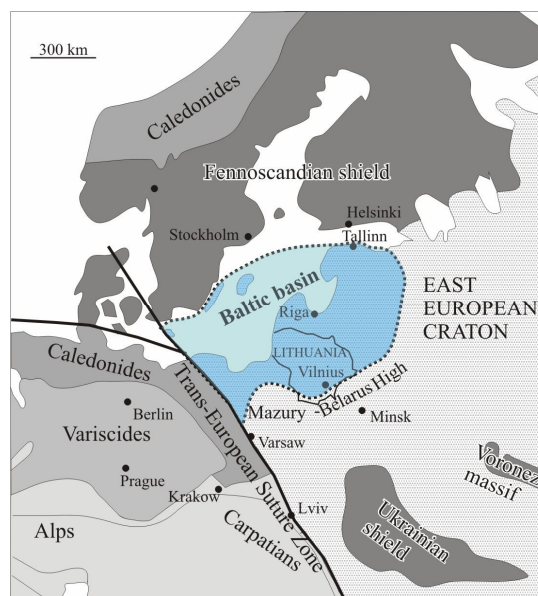 300 km
Caledonides
Fennoscandian shield
Helsinki
Stockholm
Tallinn
Baltic basin
EAST
EUROPEAN
CRATON
Riga
LITHUANIA
Vilnius
Caledonides
Trans-European Suture Zone
Mazury -Belarus High
Berlin
Minsk
Variscides
Varsaw
Voronez
massif
Prague
Krakow
Lviv
Ukrainian
shield
Alps
Carpatians